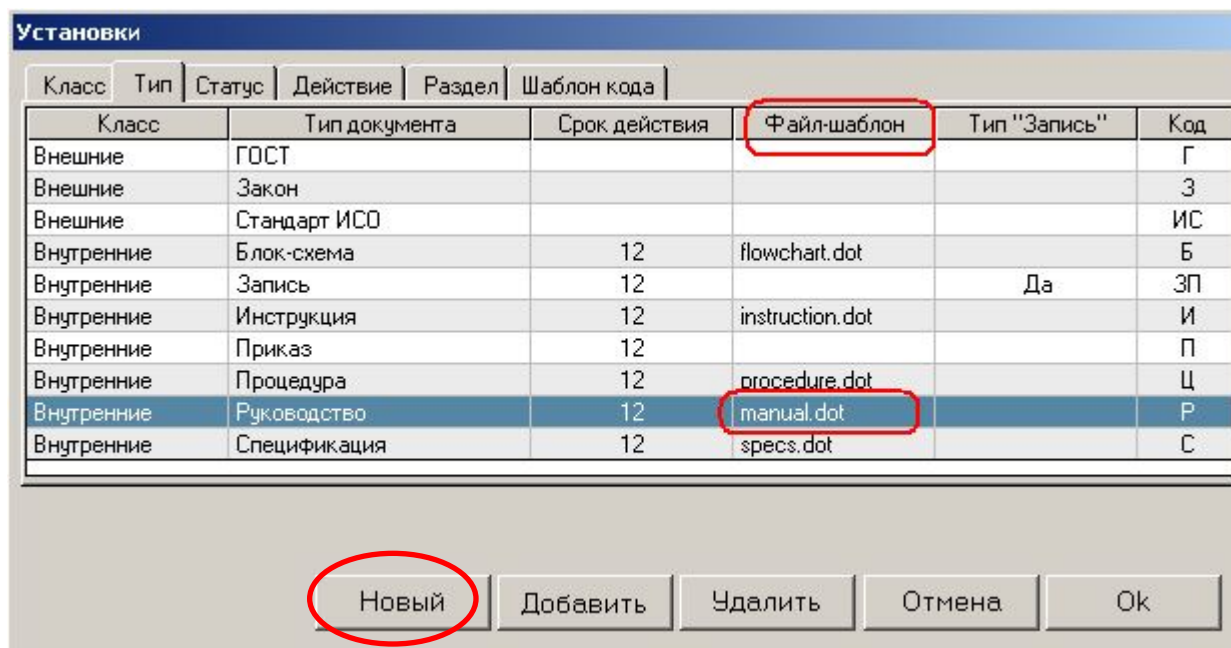 Установки
Класс Тип Статус Действие Раздел Шаблон кода
Класс Тип документа Срок действия Файл-шаблон Тип "Запись" Код
Внешние ГОСТ Г
Внешние Закон З
Внешние Стандарт ИСО ИС
Внутренние Блок-схема 12 flowchart.dot Б
Внутренние Запись 12 Да ЗП
Внутренние Инструкция 12 instruction.dot И
Внутренние Приказ 12 П
Внутренние Процедура 12 procedure.dot Ц
Внутренние Руководство 12 manual.dot Р
Внутренние Спецификация 12 specs.dot С
Новый Добавить Удалить Отмена Ok